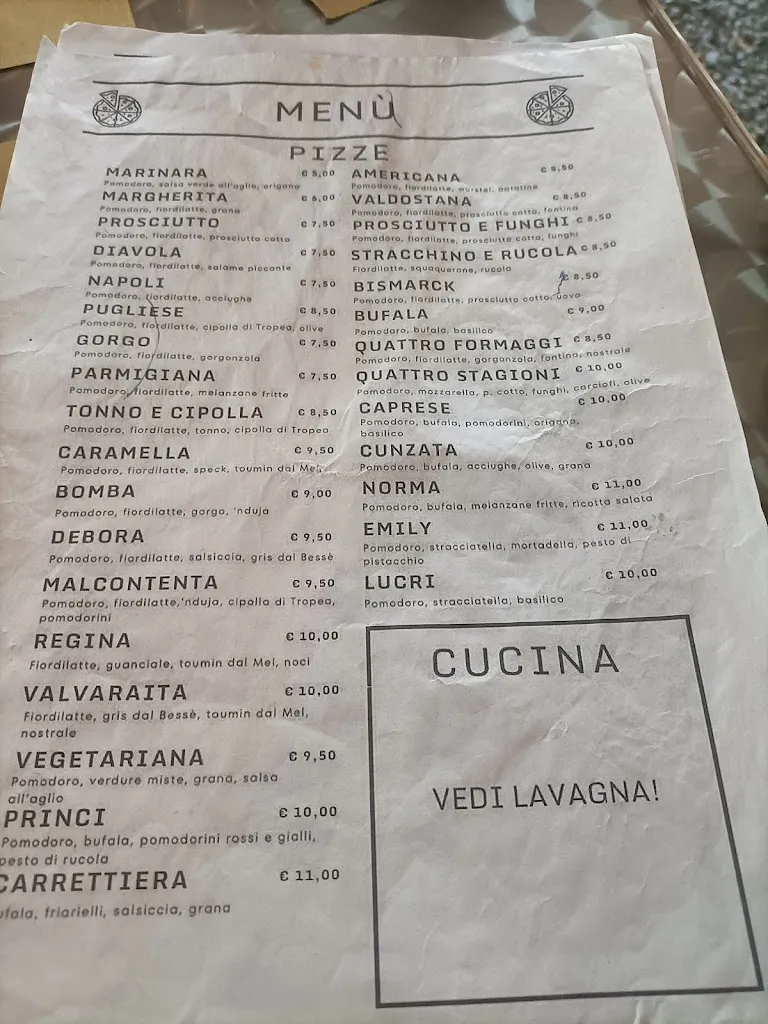 MENÙ
PIZZE
MARINARA € 5,00
Pomodoro, salsa verde all'aglio, origano
MARGHERITA € 6,00
Pomodoro, fiordilatte, grana
PROSCIUTTO € 7,50
Pomodoro, fiordilatte, prosciutto cotto
DIAVOLA € 7,50
Pomodoro, fiordilatte, salame piccante
NAPOLI € 7,50
Pomodoro, fiordilatte, acciughe
PUGLIESE € 8,50
Pomodoro, fiordilatte, cipolla di Tropea, olive
GORGO € 7,50
Pomodoro, fiordilatte, gorgonzola
PARMIGIANA € 7,50
Pomodoro, fiordilatte, melanzane fritte
TONNO E CIPOLLA € 8,50
Pomodoro, fiordilatte, tonno, cipolla di Tropea
CARAMELLA € 9,50
Pomodoro, fiordilatte, speck, toumin dal Mel
BOMBA € 9,00
Pomodoro, fiordilatte, gorgo, 'nduja
DEBORA € 9,50
Pomodoro, fiordilatte, salsiccia, gris dal Bessè
MALCONTENTA € 9,50
Pomodoro, fiordilatte,'nduja, cipolla di Tropea,
pomodorini
REGINA € 10,00
Fiordilatte, guanciale, toumin dal Mel, noci
VALVARAITA € 10,00
Fiordilatte, gris dal Bessè, toumin dal Mel,
nostrale
VEGETARIANA € 9,50
Pomodoro, verdure miste, grana, salsa
all'aglio
PRINCI € 10,00
Pomodoro, bufala, pomodorini rossi e gialli,
pesto di rucola
CARRETTIERA € 11,00
ufala, friarielli, salsiccia, grana
AMERICANA € 8,50
Pomodoro, fiordilatte, wurstel, patatine
VALDOSTANA € 8,50
Pomodoro, fiordilatte, prosciutto cotto, fontina
PROSCIUTTO E FUNGHI € 8,50
Pomodoro, fiordilatte, prosciutto cotto, funghi
STRACCHINO E RUCOLA € 8,50
Fiordilatte, squaquerone, rucola
BISMARCK € 8,50
Pomodoro, fiordilatte, prosciutto cotto, uovo
BUFALA € 9,00
Pomodoro, bufala, basilico
QUATTRO FORMAGGI € 8,50
Pomodoro, fiordilatte, gorgonzola, fontina, nostrale
QUATTRO STAGIONI € 10,00
Pomodoro, mozzarella, p. cotto, funghi, carciofi, olive
CAPRESE € 10,00
Pomodoro, bufala, pomodorini, origano,
basilico
CUNZATA € 10,00
Pomodoro, bufala, acciughe, olive, grana
NORMA € 11,00
Pomodoro, bufala, melanzane fritte, ricotta salata
EMILY € 11,00
Pomodoro, stracciatella, mortadella, pesto di
pistacchio
LUCRI € 10,00
Pomodoro, stracciatella, basilico
CUCINA
VEDI LAVAGNA!